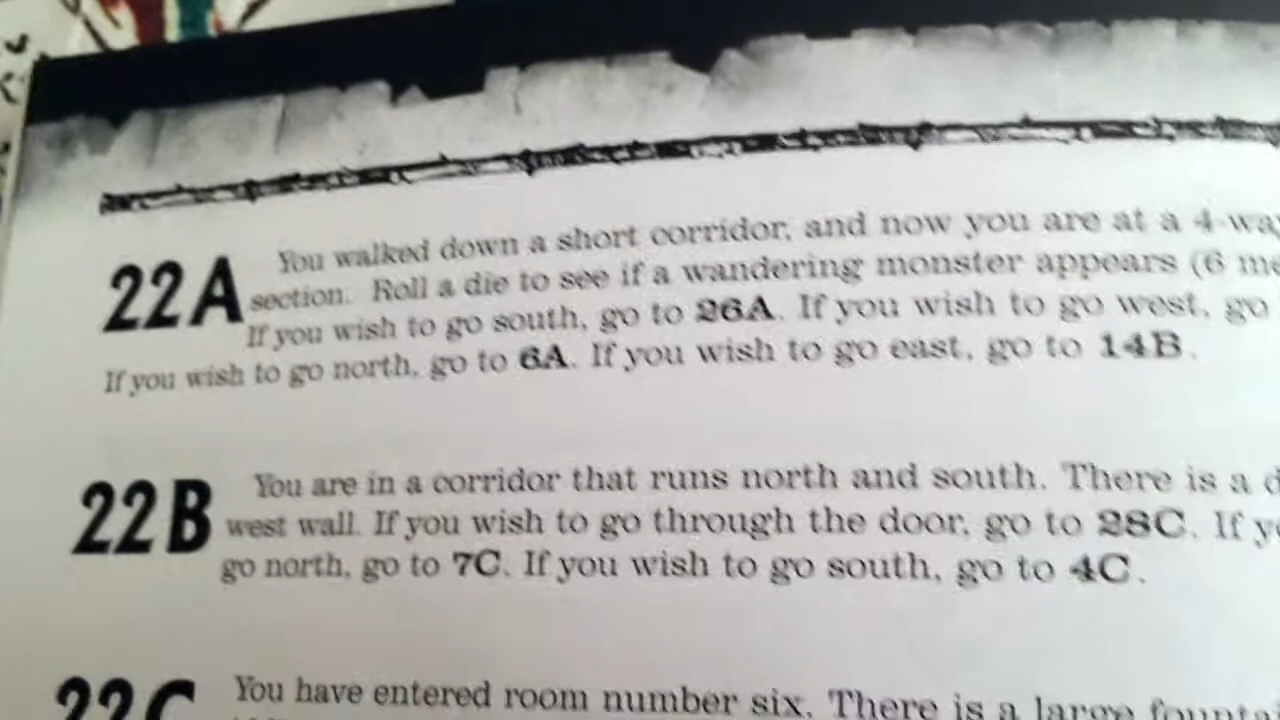 22A You walked down a short corridor, and now you are at a 4-way
section. Roll a die to see if a wandering monster appears (6 me
If you wish to go south, go to 26A. If you wish to go west, go
If you wish to go north, go to 6A. If you wish to go east, go to 14B.
22B You are in a corridor that runs north and south. There is a d
west wall. If you wish to go through the door, go to 28C. If y
go north, go to 7C. If you wish to go south, go to 4C.
22C You have entered room number six. There is a large fountai